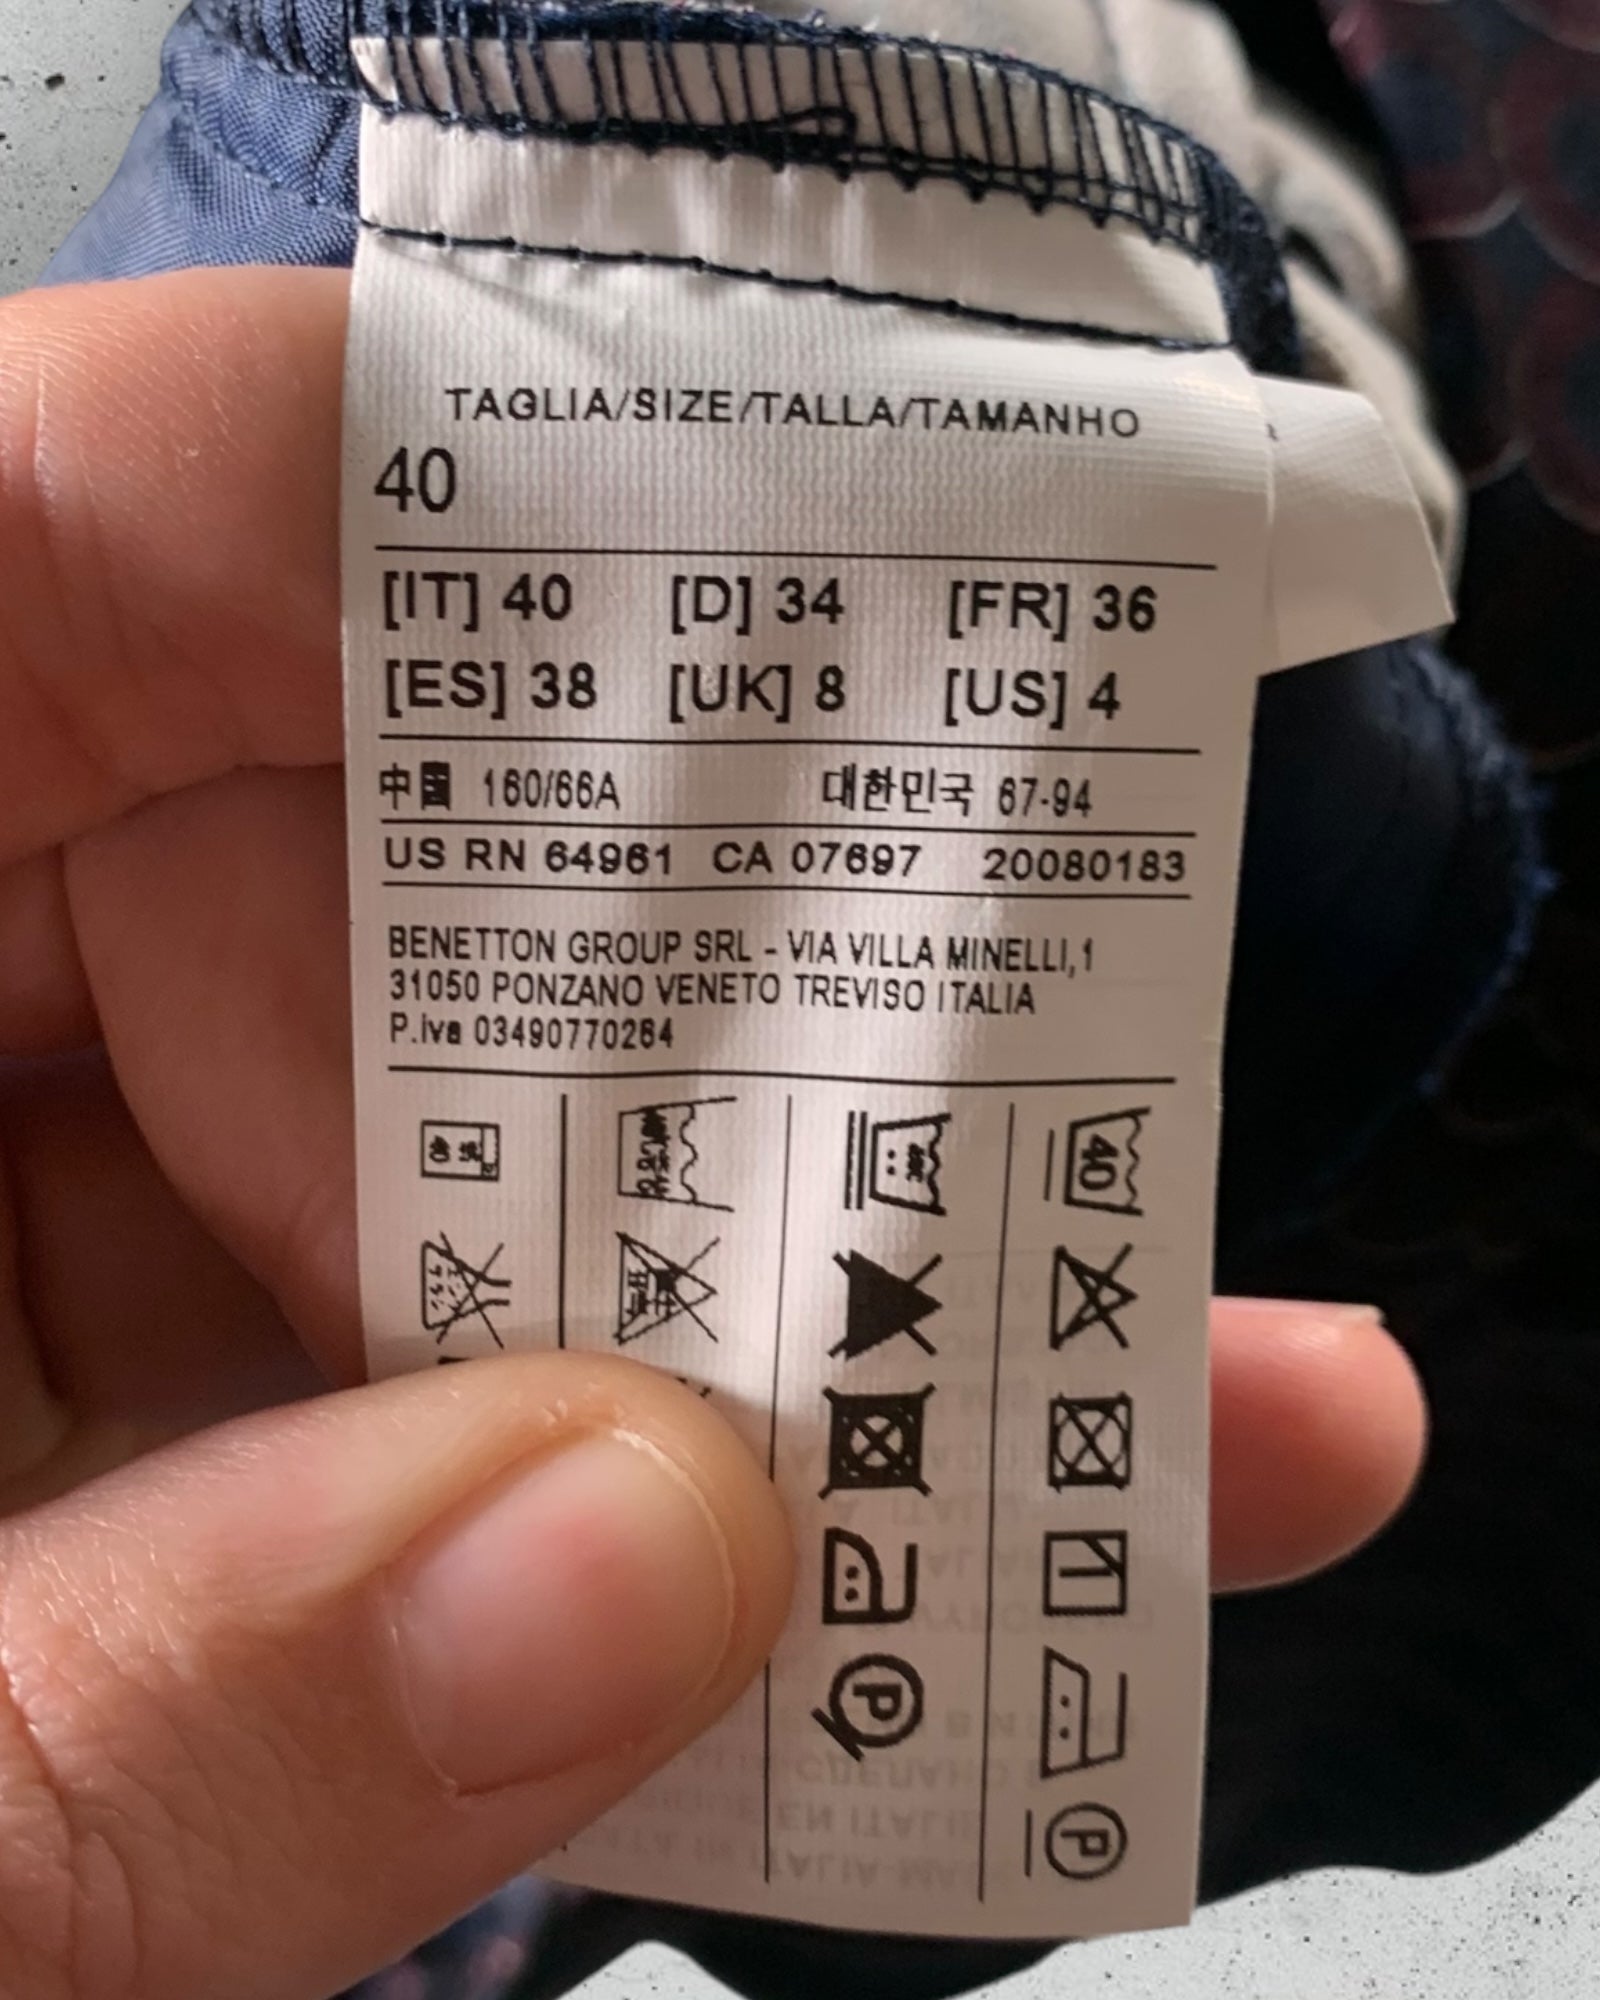 TAGLIA/SIZE/TALLA/TAMANHO
40
[IT] 40 [D] 34 [FR] 36
[ES] 38 [UK] 8 [US] 4
中国 160/66A 대한민국 67-94
US RN 64961 CA 07697 20080183
BENETTON GROUP SRL - VIA VILLA MINELLI,1
31050 PONZANO VENETO TREVISO ITALIA
P.iva 03490770264
40
P
P